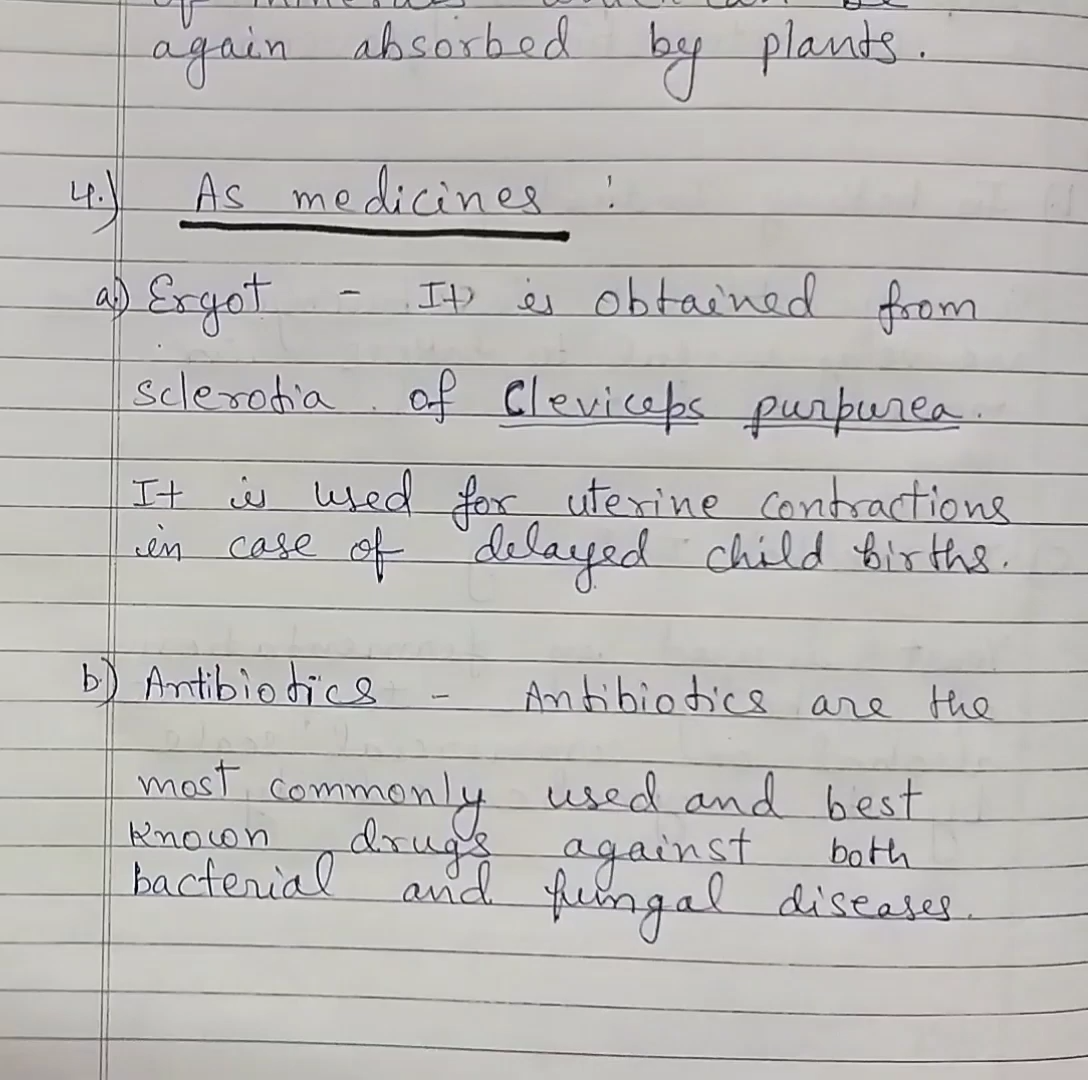 again absorbed by plants.
4.) As medicines :
a) Ergot - It is obtained from
sclerotia of Cleviceps purpurea.
It is used for uterine contractions
in case of delayed child births.
b) Antibiotics - Antibiotics are the
most commonly used and best
known drugs against both
bacterial and fungal diseases.